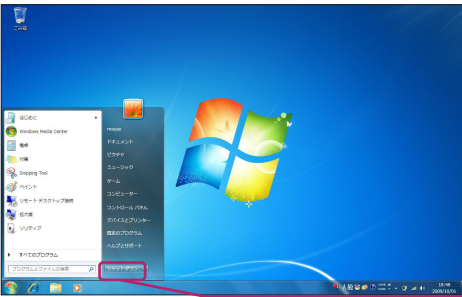 ごみ箱
はじめに
Windows Media Center
電卓
付箋
Snipping Tool
ペイント
リモート デスクトップ接続
拡大鏡
ソリティア
すべてのプログラム
プログラムとファイルの検索
mouse
ドキュメント
ピクチャ
ミュージック
ゲーム
コンピューター
コントロール パネル
デバイスとプリンター
既定のプログラム
ヘルプとサポート
シャットダウン
18:48
2009/10/01